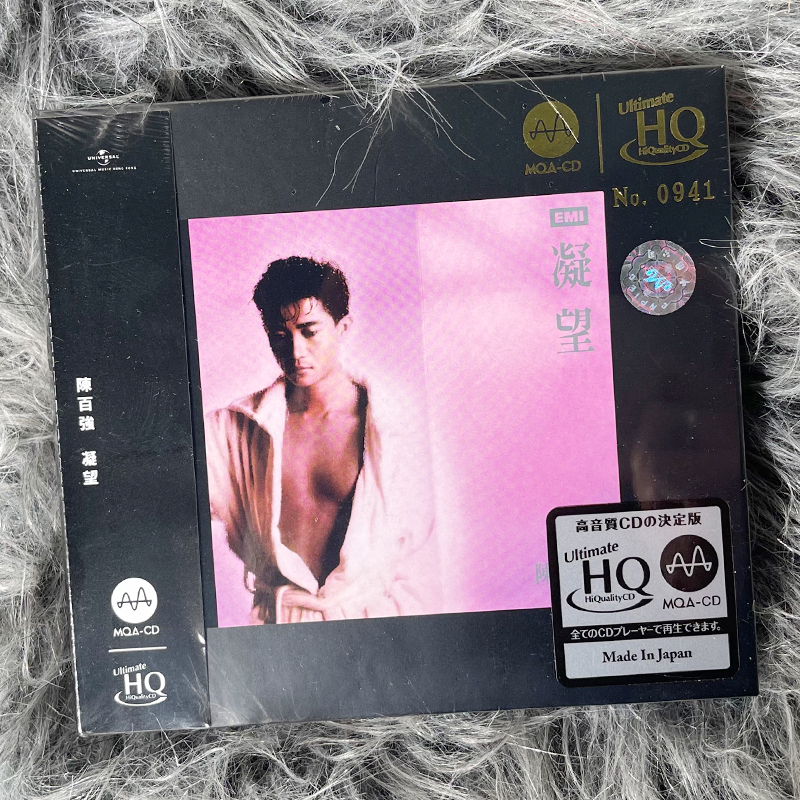 UNIVERSAL
UNIVERSAL MUSIC HONG KONG
陳百強 凝望
MQA-CD
Ultimate
HQ
HiQualityCD
MQA-CD
Ultimate
HQ
HiQualityCD
No. 0941
EMI
凝望
陳
高音質CDの決定版
Ultimate
HQ
HiQualityCD
MQA-CD
全てのCDプレーヤーで再生できます。
Made In Japan